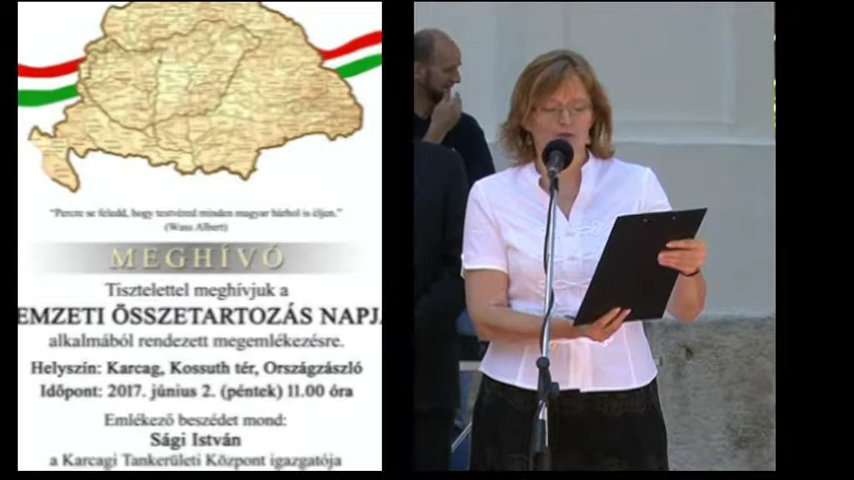 "Percre se feledd, hogy testvéred minden magyar bárhol is éljen."
(Wass Albert)
MEGHÍVÓ
Tisztelettel meghívjuk a
EMZETI ÖSSZETARTOZÁS NAPJA
alkalmából rendezett megemlékezésre.
Helyszín: Karcag, Kossuth tér, Országzászló
Időpont: 2017. június 2. (péntek) 11.00 óra
Emlékező beszédet mond:
Sági István
a Karcagi Tankerületi Központ igazgatója